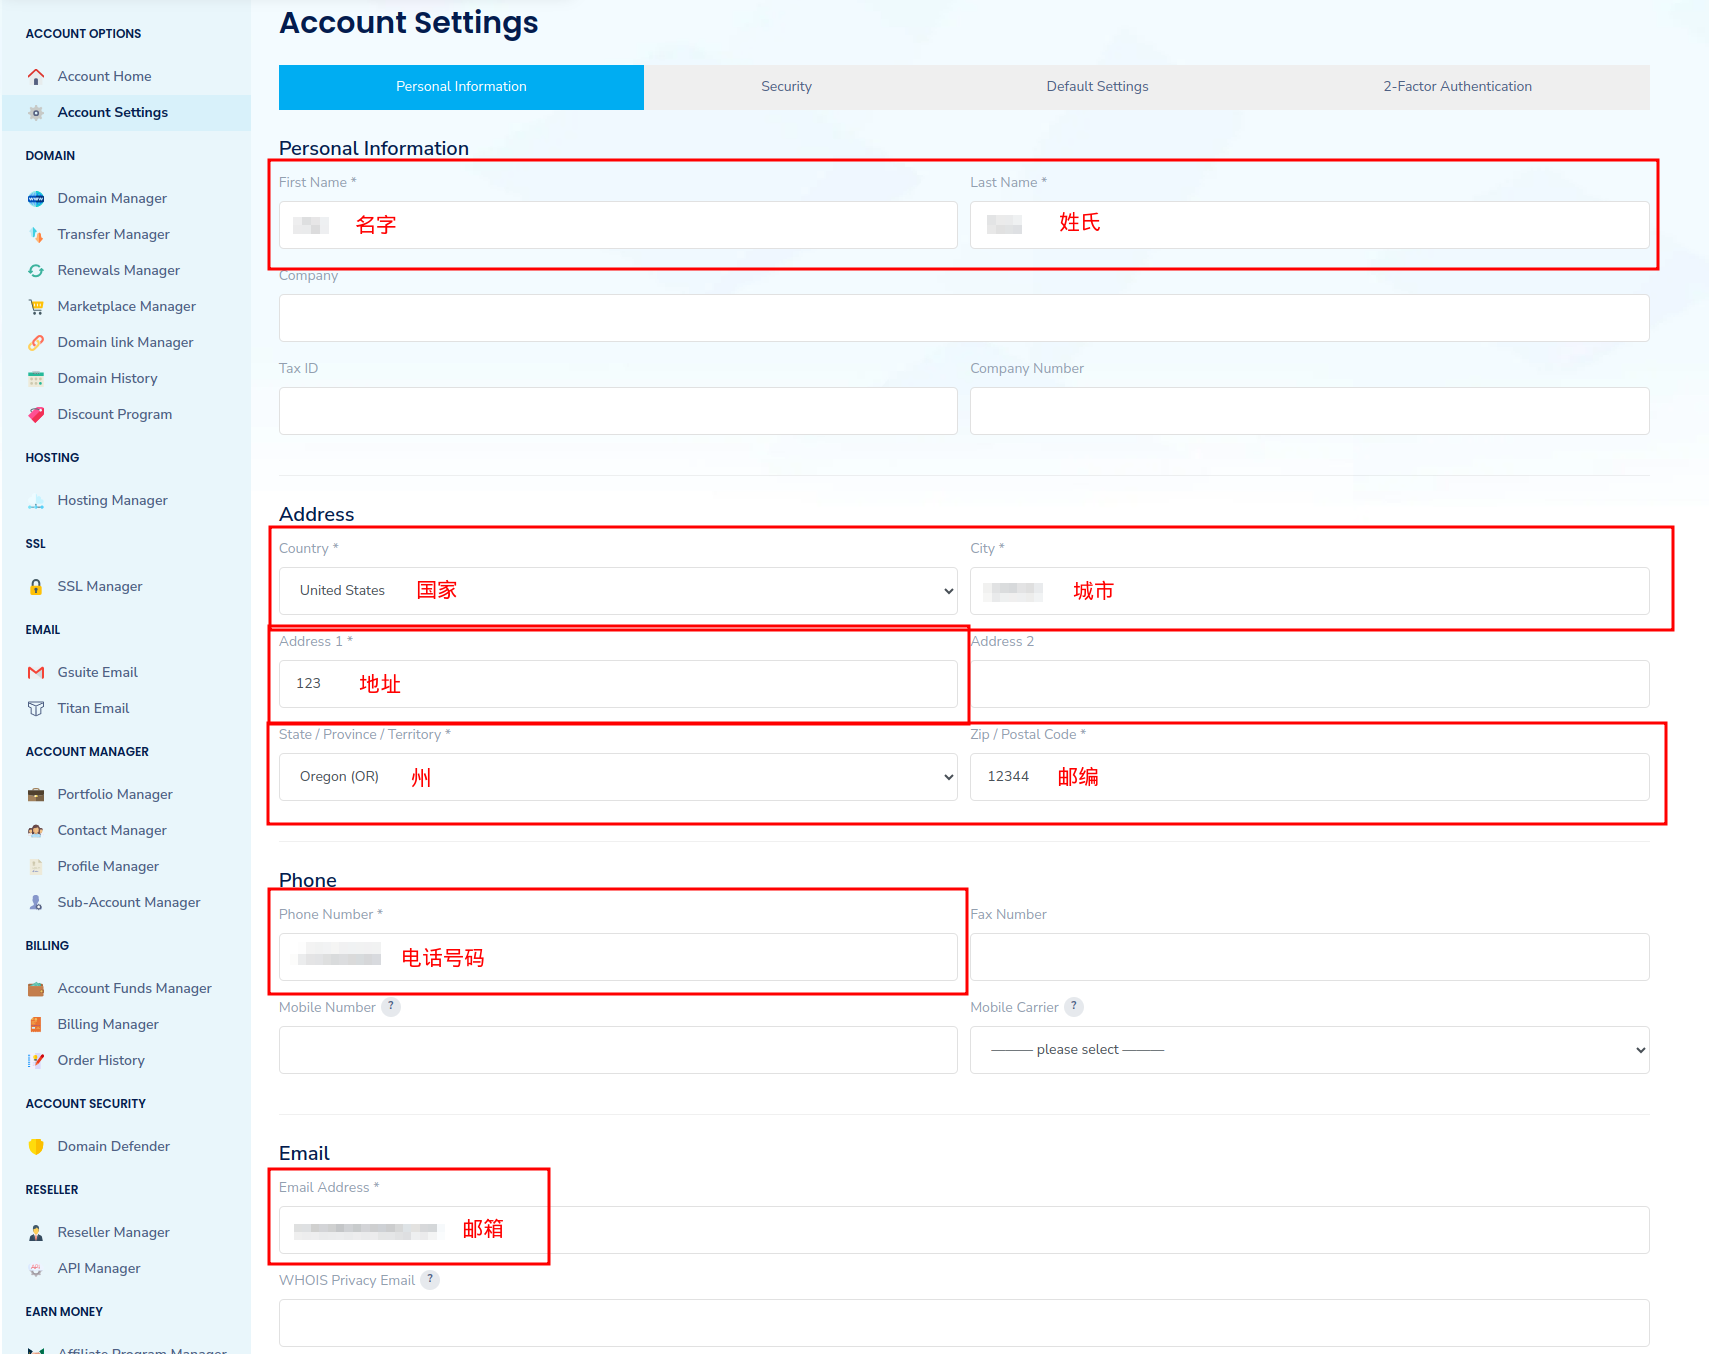 Account Settings
ACCOUNT OPTIONS
Account Home
Account Settings
DOMAIN
Domain Manager
Transfer Manager
Renewals Manager
Marketplace Manager
Domain link Manager
Domain History
Discount Program
HOSTING
Hosting Manager
SSL
SSL Manager
EMAIL
Gsuite Email
Titan Email
ACCOUNT MANAGER
Portfolio Manager
Contact Manager
Profile Manager
Sub-Account Manager
BILLING
Account Funds Manager
Billing Manager
Order History
ACCOUNT SECURITY
Domain Defender
RESELLER
Reseller Manager
API Manager
EARN MONEY
Affiliate Program Manager
Personal Information Security Default Settings 2-Factor Authentication
Personal Information
First Name * Last Name *
名字 姓氏
Company
Tax ID Company Number
Address
Country * City *
United States 国家 城市
Address 1 * Address 2
123 地址
State / Province / Territory * Zip / Postal Code *
Oregon (OR) 州 12344 邮编
Phone
Phone Number * Fax Number
电话号码
Mobile Number ? Mobile Carrier ?
——— please select ———
Email
Email Address *
邮箱
WHOIS Privacy Email ?